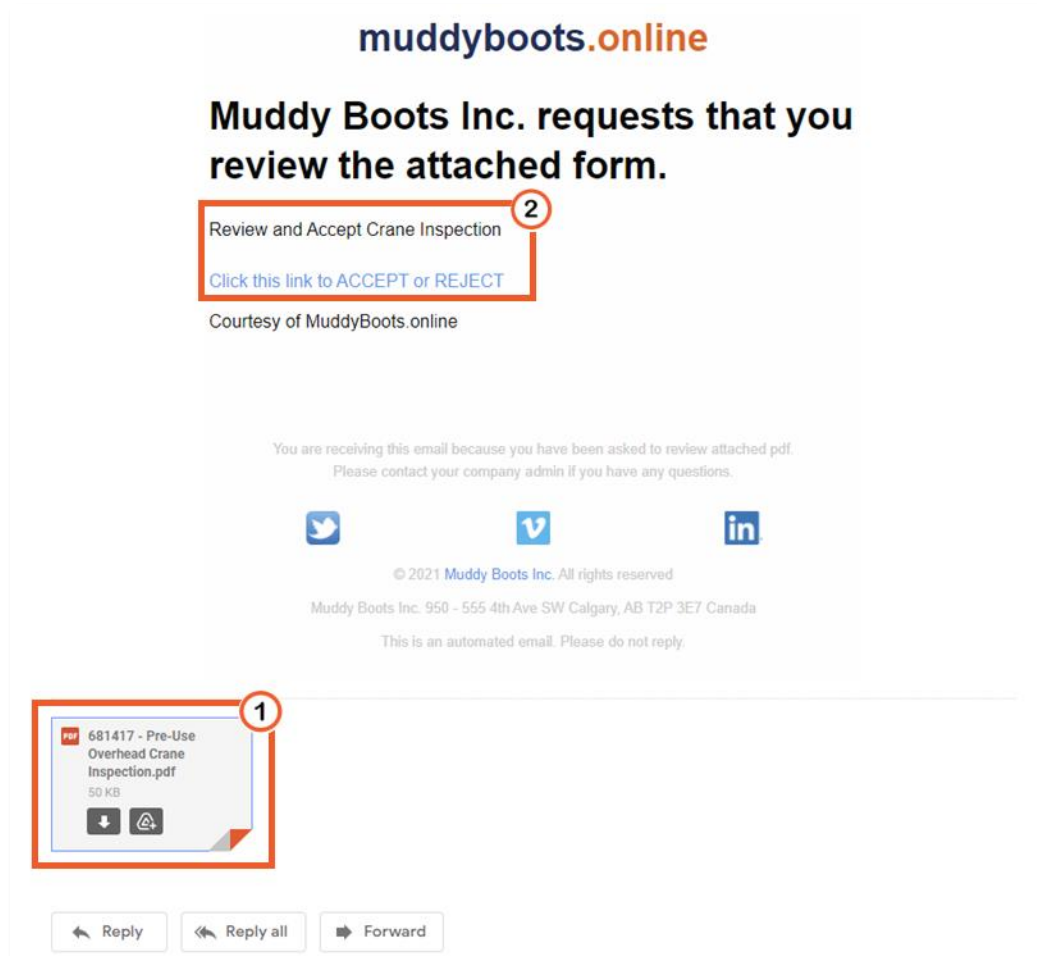 muddyboots.online
Muddy Boots Inc. requests that you
review the attached form.
2
Review and Accept Crane Inspection
Click this link to ACCEPT or REJECT
Courtesy of MuddyBoots.online
You are receiving this email because you have been asked to review attached pdf.
Please contact your company admin if you have any questions.
in
© 2021 Muddy Boots Inc. All rights reserved
Muddy Boots Inc. 950 - 555 4th Ave SW Calgary, AB T2P 3E7 Canada
This is an automated email. Please do not reply.
1
PDF 681417 - Pre-Use
Overhead Crane
Inspection.pdf
50 KB
Reply Reply all Forward